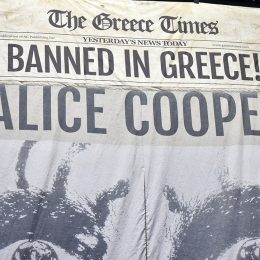 The Greece Times
YESTERDAY'S NEWS TODAY
BANNED IN GREECE!
ALICE COOPE